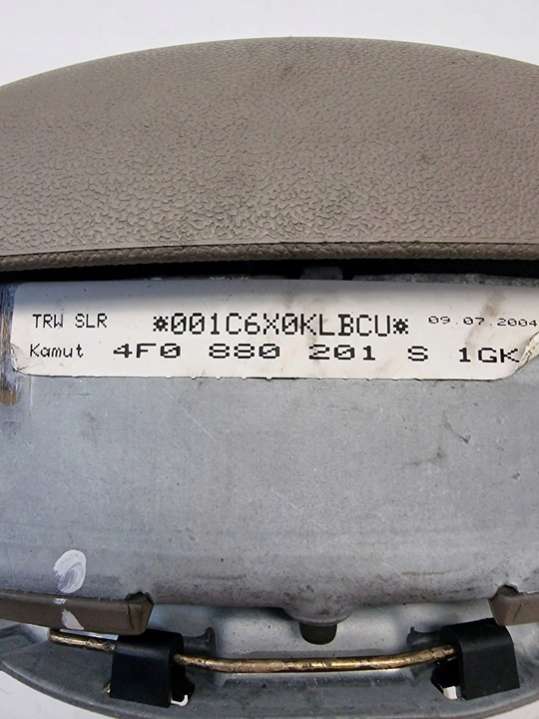 TRW SLR *001C6X0KLBCU* 09.07.2004
Kamut 4F0 880 201 S 1GK